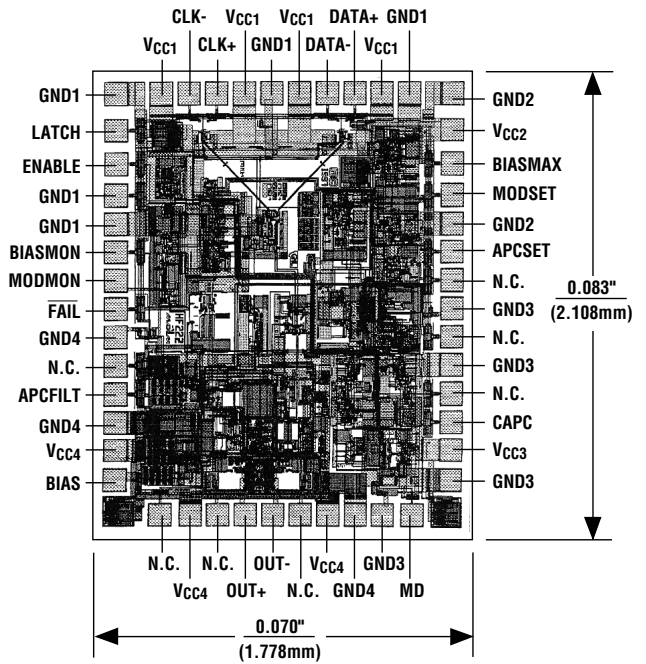 CLK- VCC1 VCC1 DATA+ GND1
VCC1 CLK+ GND1 DATA- VCC1
GND1
LATCH
ENABLE
GND1
GND1
BIASMON
MODMON
FAIL
GND4
N.C.
APCFILT
GND4
VCC4
BIAS
GND2
VCC2
BIASMAX
MODSET
GND2
APCSET
N.C.
GND3
N.C.
GND3
N.C.
CAPC
VCC3
GND3
0.083"
(2.108mm)
HF22Z
N.C. N.C. OUT- VCC4 GND3
VCC4 OUT+ N.C. GND4 MD
0.070"
(1.778mm)